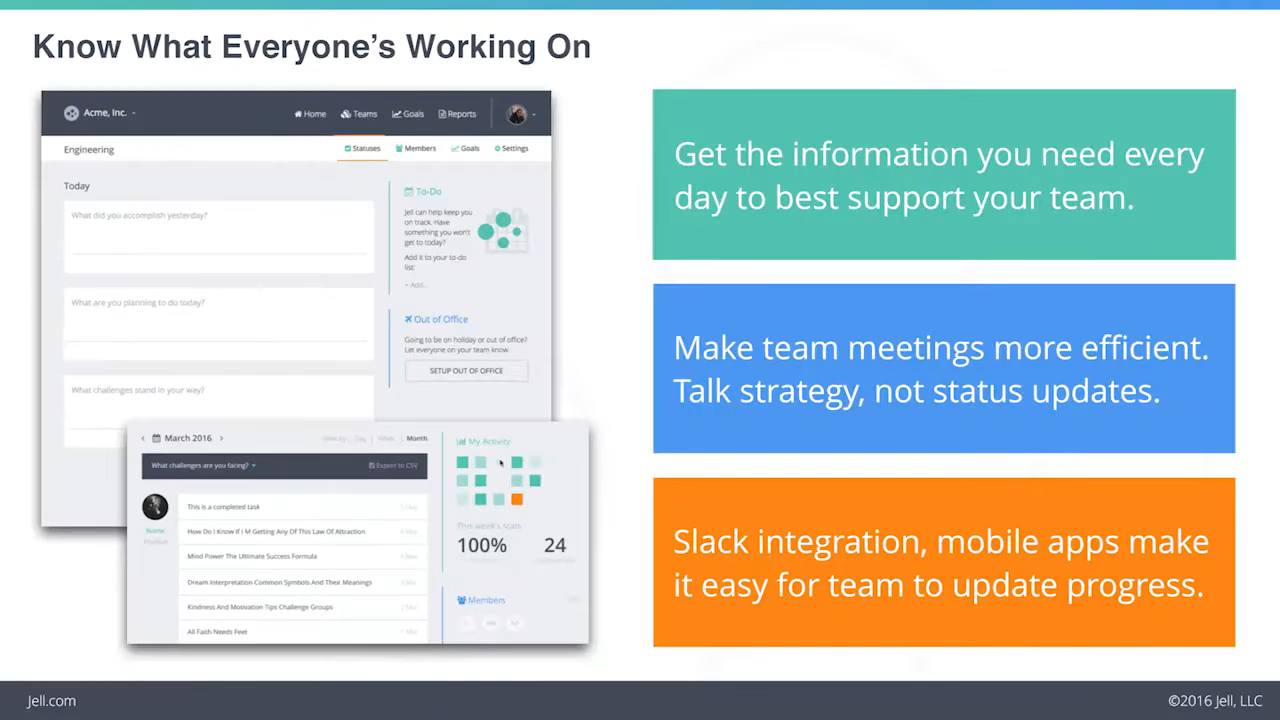 Know What Everyone's Working On
Acme, Inc.
Home Teams Goals Reports
Engineering
Statuses Members Goals Settings
Today
What did you accomplish yesterday?
What are you planning to do today?
What challenges stand in your way?
To-Do
Jell can help keep you
on track. Have
something you won't
get to today?
Add it to your to-do
list:
+ Add...
Out of Office
Going to be on holiday or out of office?
Let everyone on your team know
SETUP OUT OF OFFICE
March 2016
Day Week Month
What challenges are you facing?
Export to CSV
Name
Position
This is a completed task
How Do I Know If I M Getting Any Of This Law Of Attraction
Mind Power The Ultimate Success Formula
Dream Interpretation Common Symbols And Their Meanings
Kindness And Motivation Tips Challenge Groups
All Faith Needs Feet
My Activity
This week's stats
100% 24
Members
Get the information you need every
day to best support your team.
Make team meetings more efficient.
Talk strategy, not status updates.
Slack integration, mobile apps make
it easy for team to update progress.
Jell.com
©2016 Jell, LLC